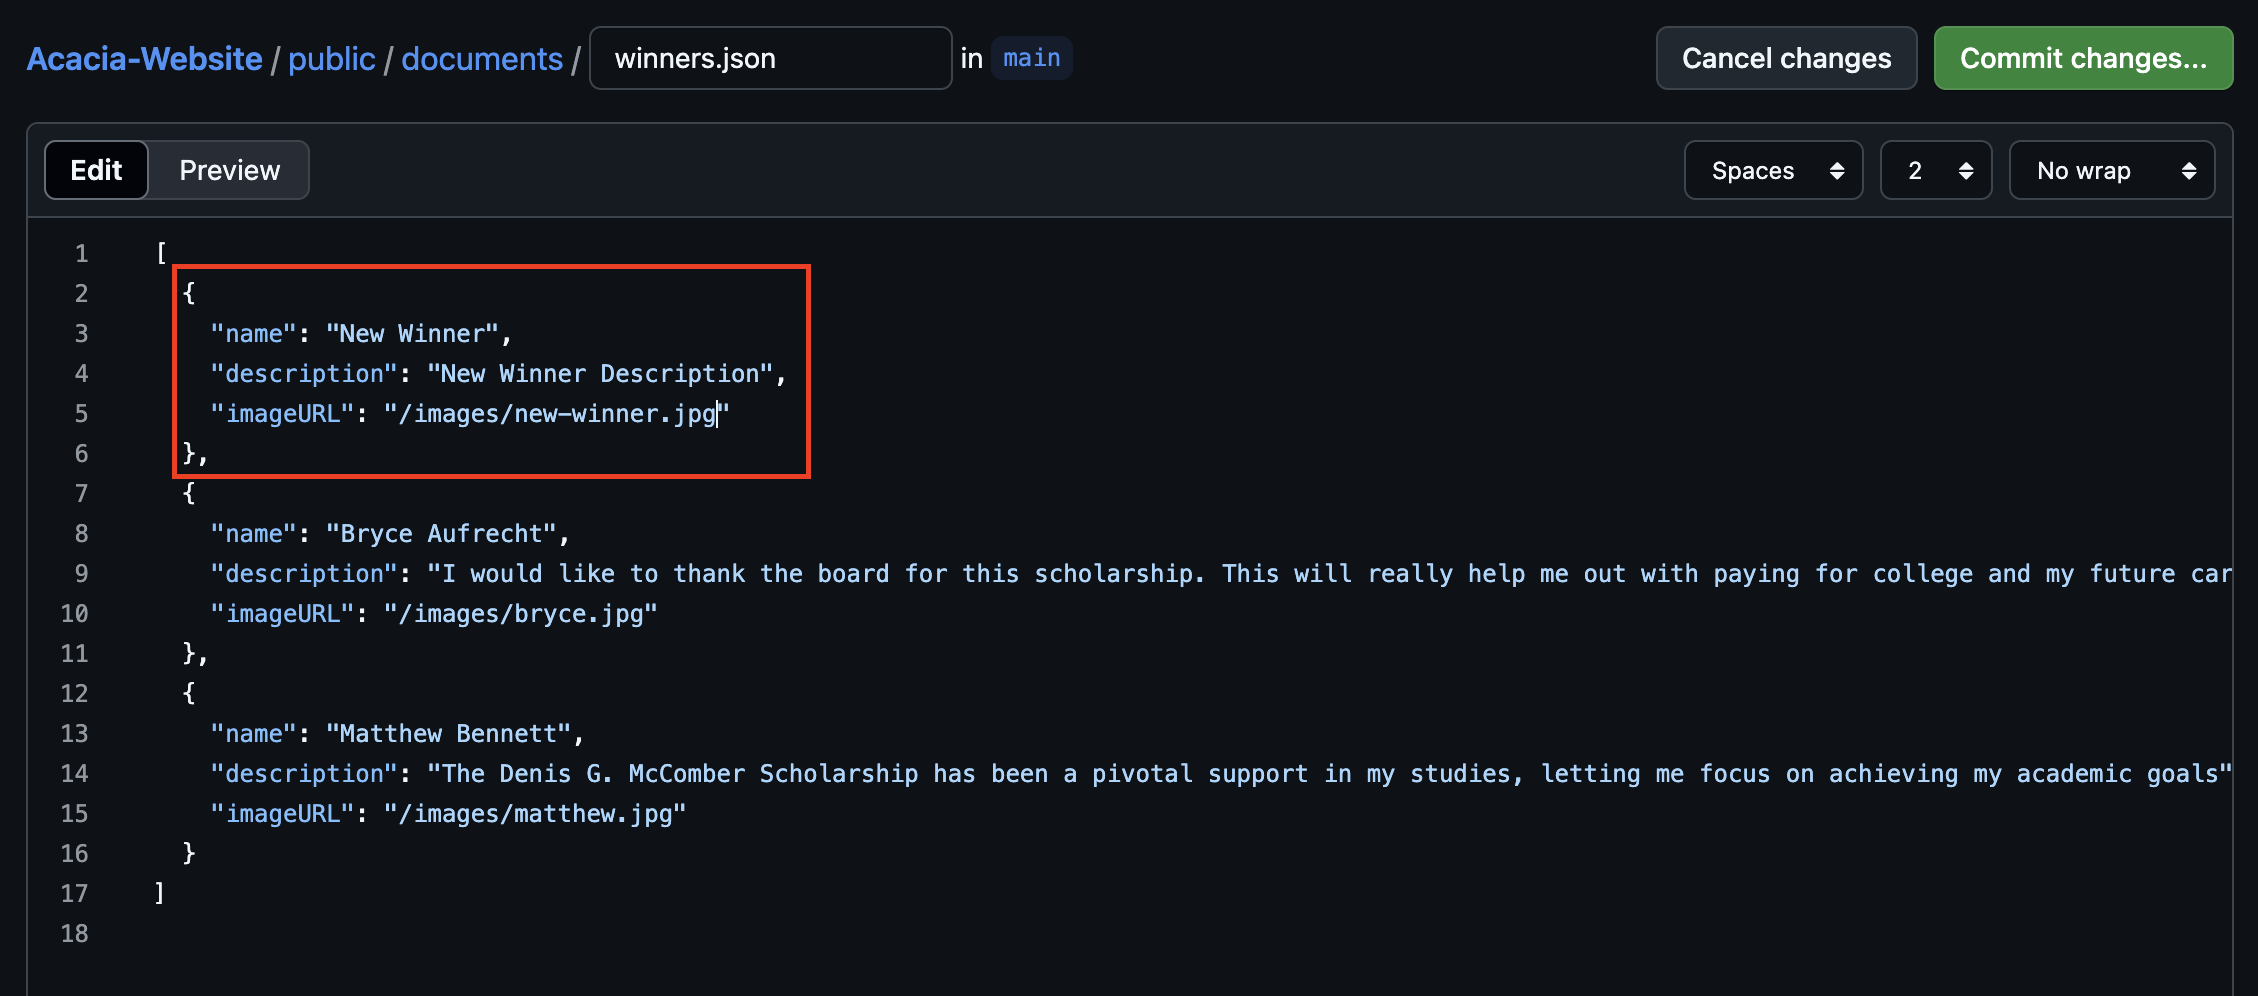 Acacia-Website / public / documents / winners.json in main
Cancel changes
Commit changes...
Edit
Preview
Spaces
2
No wrap
1 [
2 {
3 "name": "New Winner",
4 "description": "New Winner Description",
5 "imageURL": "/images/new-winner.jpg"
6 },
7 {
8 "name": "Bryce Aufrecht",
9 "description": "I would like to thank the board for this scholarship. This will really help me out with paying for college and my future car
10 "imageURL": "/images/bryce.jpg"
11 },
12 {
13 "name": "Matthew Bennett",
14 "description": "The Denis G. McComber Scholarship has been a pivotal support in my studies, letting me focus on achieving my academic goals"
15 "imageURL": "/images/matthew.jpg"
16 }
17 ]
18